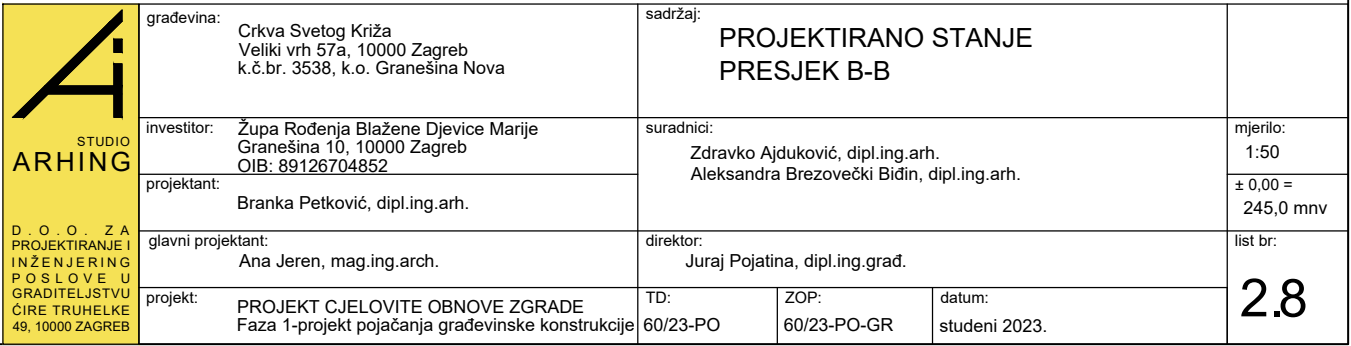 STUDIO
ARHING
D.O.O. ZA
PROJEKTIRANJE I
INŽENJERING
POSLOVE U
GRADITELJSTVU
ĆIRE TRUHELKE
49, 10000 ZAGREB
građevina:
Crkva Svetog Križa
Veliki vrh 57a, 10000 Zagreb
k.č.br. 3538, k.o. Granešina Nova
sadržaj:
PROJEKTIRANO STANJE
PRESJEK B-B
investitor:
Župa Rođenja Blažene Djevice Marije
Granešina 10, 10000 Zagreb
OIB: 89126704852
suradnici:
Zdravko Ajduković, dipl.ing.arh.
Aleksandra Brezovečki Biđin, dipl.ing.arh.
mjerilo:
1:50
projektant:
Branka Petković, dipl.ing.arh.
± 0,00 =
245,0 mnv
glavni projektant:
Ana Jeren, mag.ing.arch.
direktor:
Juraj Pojatina, dipl.ing.građ.
list br:
2.8
projekt:
PROJEKT CJELOVITE OBNOVE ZGRADE
Faza 1-projekt pojačanja građevinske konstrukcije
TD:
60/23-PO
ZOP:
60/23-PO-GR
datum:
studeni 2023.